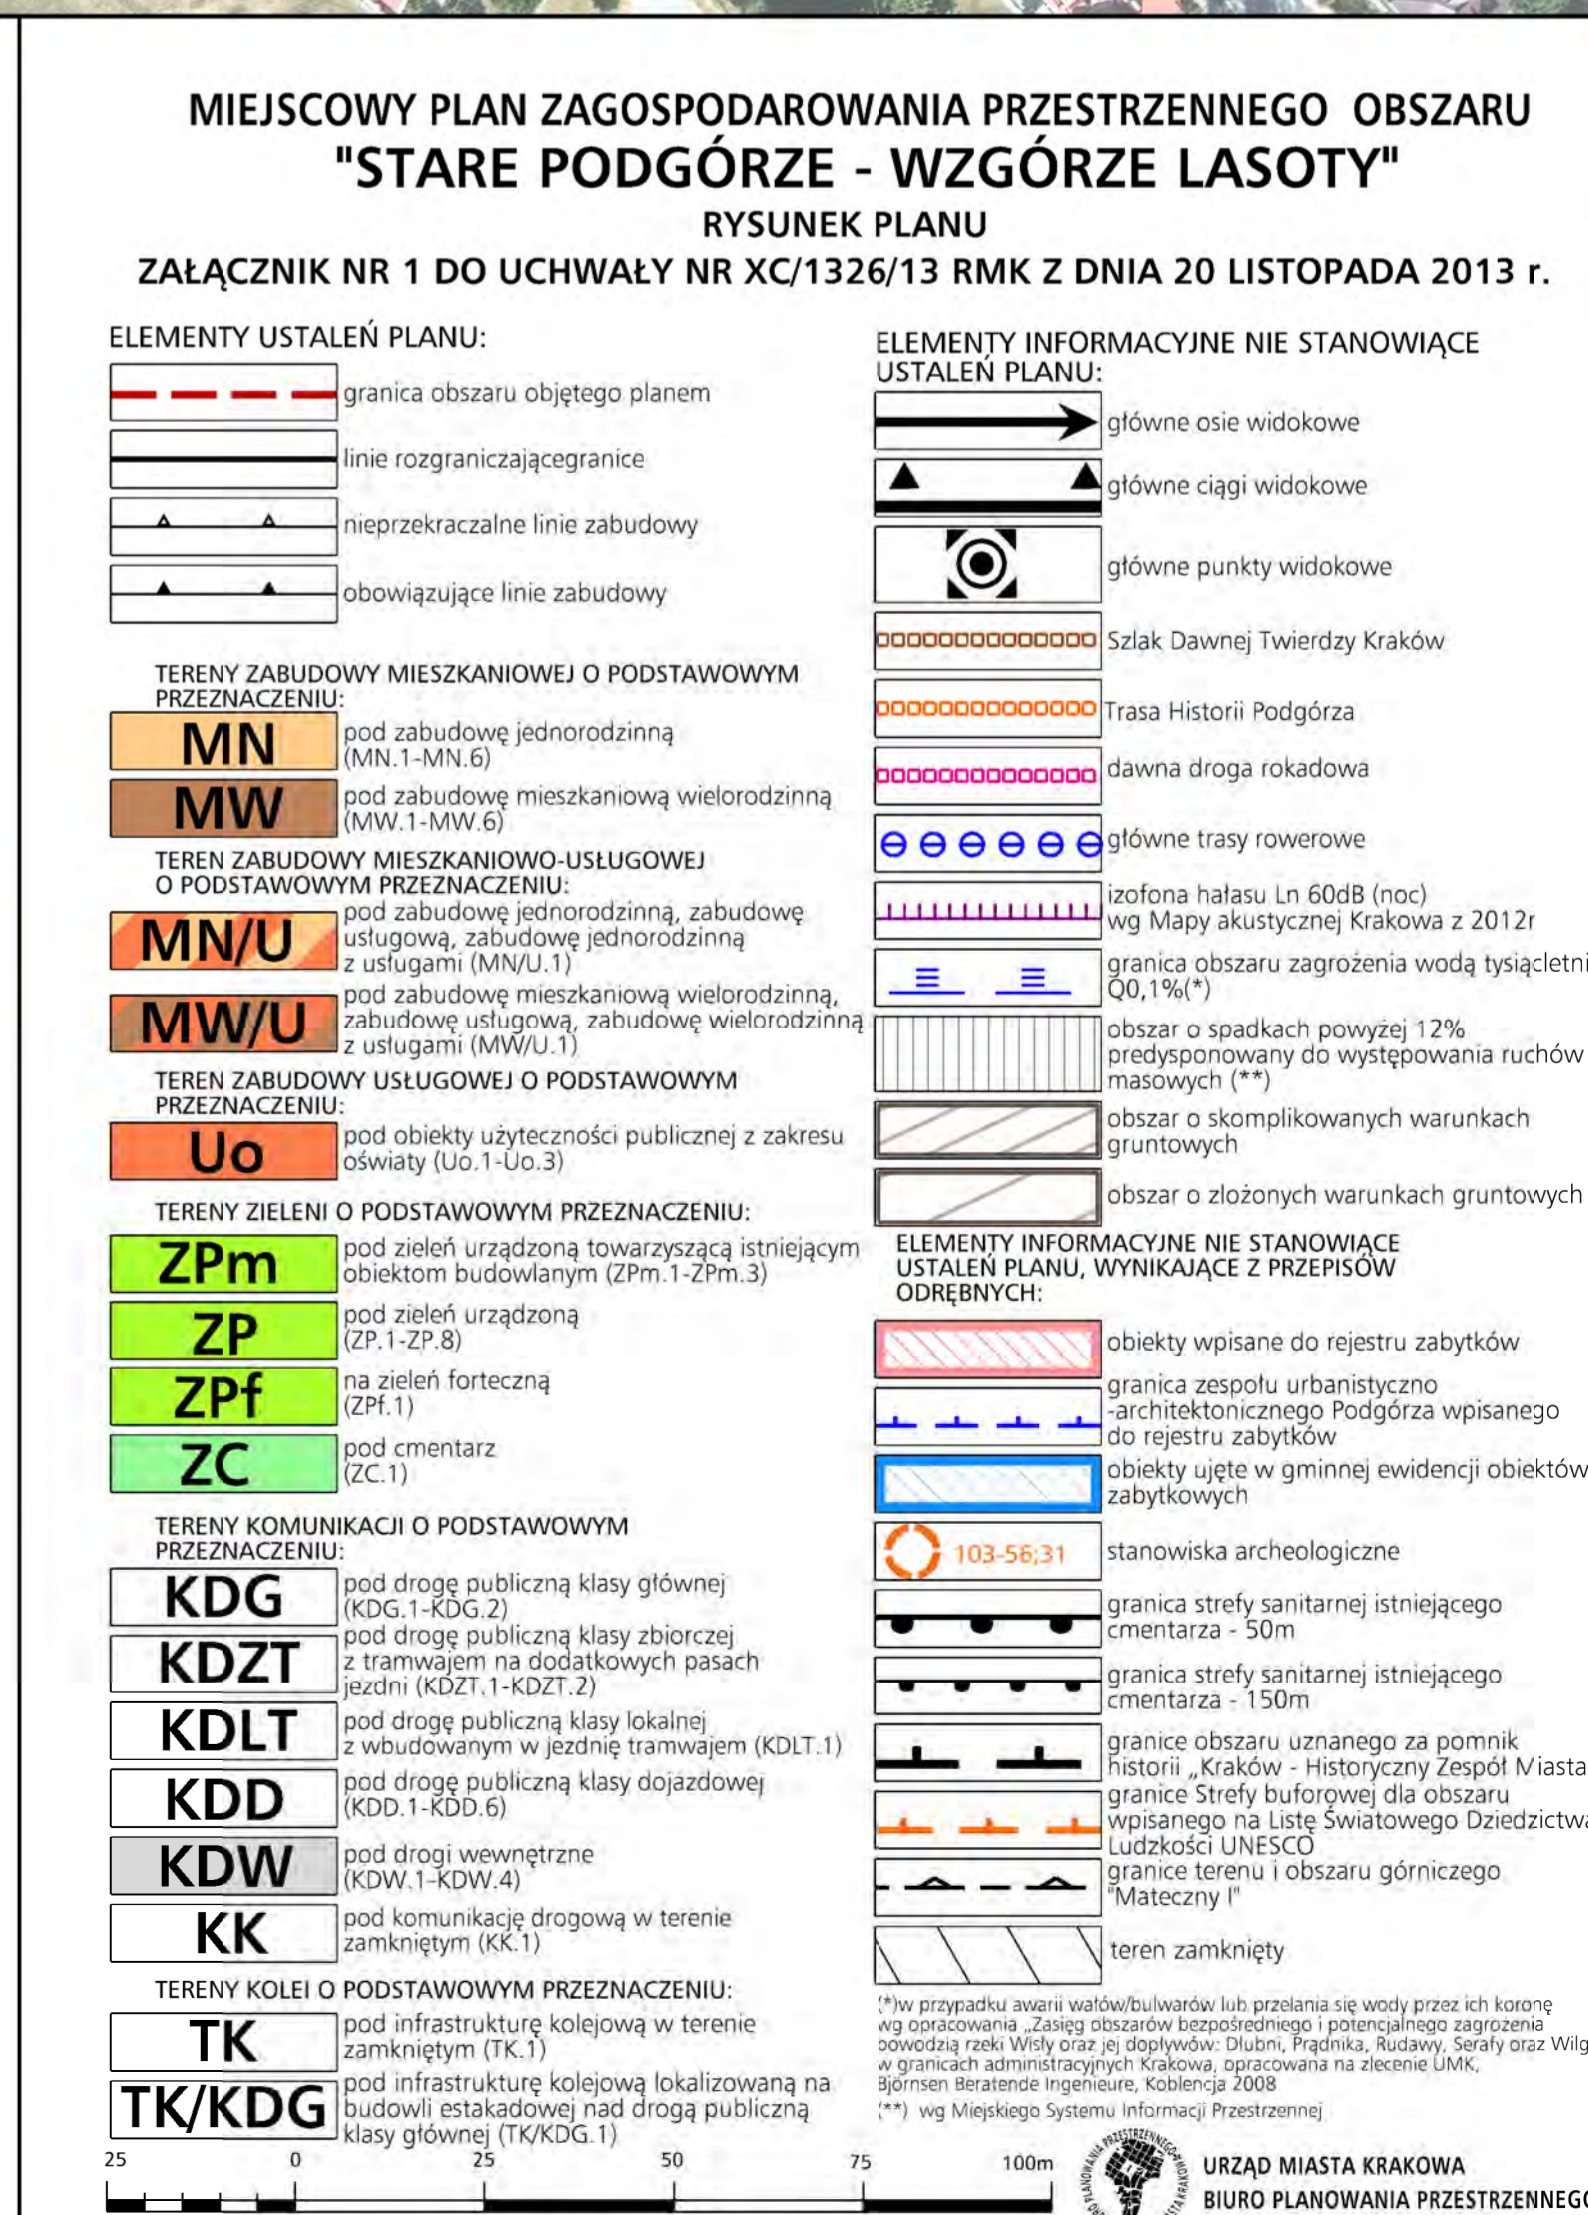 MIEJSCOWY PLAN ZAGOSPODAROWANIA PRZESTRZENNEGO OBSZARU
"STARE PODGÓRZE - WZGÓRZE LASOTY"
RYSUNEK PLANU
ZAŁĄCZNIK NR 1 DO UCHWAŁY NR XC/1326/13 RMK Z DNIA 20 LISTOPADA 2013 r.
ELEMENTY USTALEŃ PLANU:
granica obszaru objętego planem
linie rozgraniczającegranice
nieprzekraczalne linie zabudowy
obowiązujące linie zabudowy
TERENY ZABUDOWY MIESZKANIOWEJ O PODSTAWOWYM
PRZEZNACZENIU:
MN
pod zabudowę jednorodzinną
(MN.1-MN.6)
MW
pod zabudowę mieszkaniową wielorodzinną
(MW.1-MW.6)
TEREN ZABUDOWY MIESZKANIOWO-USŁUGOWEJ
O PODSTAWOWYM PRZEZNACZENIU:
MN/U
pod zabudowę jednorodzinną, zabudowę
usługową, zabudowę jednorodzinną
z usługami (MN/U.1)
MW/U
pod zabudowę mieszkaniową wielorodzinną,
zabudowę usługową, zabudowę wielorodzinną
z usługami (MW/U.1)
TEREN ZABUDOWY USŁUGOWEJ O PODSTAWOWYM
PRZEZNACZENIU:
Uo
pod obiekty użyteczności publicznej z zakresu
oświaty (Uo.1-Uo.3)
TERENY ZIELENI O PODSTAWOWYM PRZEZNACZENIU:
ZPm
pod zieleń urządzoną towarzyszącą istniejącym
obiektom budowlanym (ZPm.1-ZPm.3)
ZP
pod zieleń urządzoną
(ZP.1-ZP.8)
ZPf
na zieleń forteczną
(ZPf.1)
ZC
pod cmentarz
(ZC.1)
TERENY KOMUNIKACJI O PODSTAWOWYM
PRZEZNACZENIU:
KDG
pod drogę publiczną klasy głównej
(KDG.1-KDG.2)
KDZT
pod drogę publiczną klasy zbiorczej
z tramwajem na dodatkowych pasach
jezdni (KDZT.1-KDZT.2)
KDLT
pod drogę publiczną klasy lokalnej
z wbudowanym w jezdnię tramwajem (KDLT.1)
KDD
pod drogę publiczną klasy dojazdowej
(KDD.1-KDD.6)
KDW
pod drogi wewnętrzne
(KDW.1-KDW.4)
KK
pod komunikację drogową w terenie
zamkniętym (KK.1)
TERENY KOLEI O PODSTAWOWYM PRZEZNACZENIU:
TK
pod infrastrukturę kolejową w terenie
zamkniętym (TK.1)
TK/KDG
pod infrastrukturę kolejową lokalizowaną na
budowli estakadowej nad drogą publiczną
klasy głównej (TK/KDG.1)
25 0 25 50 75 100m
ELEMENTY INFORMACYJNE NIE STANOWIĄCE
USTALEŃ PLANU:
główne osie widokowe
główne ciągi widokowe
główne punkty widokowe
Szlak Dawnej Twierdzy Kraków
Trasa Historii Podgórza
dawna droga rokadowa
główne trasy rowerowe
izofona hałasu Ln 60dB (noc)
wg Mapy akustycznej Krakowa z 2012r
granica obszaru zagrożenia wodą tysiącletni
Q0,1%(*)
obszar o spadkach powyżej 12%
predysponowany do występowania ruchów
masowych (**)
obszar o skomplikowanych warunkach
gruntowych
obszar o zlożonych warunkach gruntowych
ELEMENTY INFORMACYJNE NIE STANOWIĄCE
USTALEŃ PLANU, WYNIKAJĄCE Z PRZEPISÓW
ODRĘBNYCH:
obiekty wpisane do rejestru zabytków
granica zespołu urbanistyczno
-architektonicznego Podgórza wpisanego
do rejestru zabytków
obiekty ujęte w gminnej ewidencji obiektów
zabytkowych
103-56;31
stanowiska archeologiczne
granica strefy sanitarnej istniejącego
cmentarza - 50m
granica strefy sanitarnej istniejącego
cmentarza - 150m
granice obszaru uznanego za pomnik
historii „Kraków - Historyczny Zespół Miasta
granice Strefy buforowej dla obszaru
wpisanego na Listę Światowego Dziedzictwa
Ludzkości UNESCO
granice terenu i obszaru górniczego
"Mateczny I"
teren zamknięty
(*)w przypadku awarii wałów/bulwarów lub przelania się wody przez ich koronę
wg opracowania „Zasięg obszarów bezpośredniego i potencjalnego zagrożenia
powodzią rzeki Wisły oraz jej dopływów: Dłubni, Prądnika, Rudawy, Serafy oraz Wilg
w granicach administracyjnych Krakowa, opracowana na zlecenie UMK,
Björnsen Beratende Ingenieure, Koblencja 2008
(**) wg Miejskiego Systemu Informacji Przestrzennej
URZĄD MIASTA KRAKOWA
BIURO PLANOWANIA PRZESTRZENNEGO